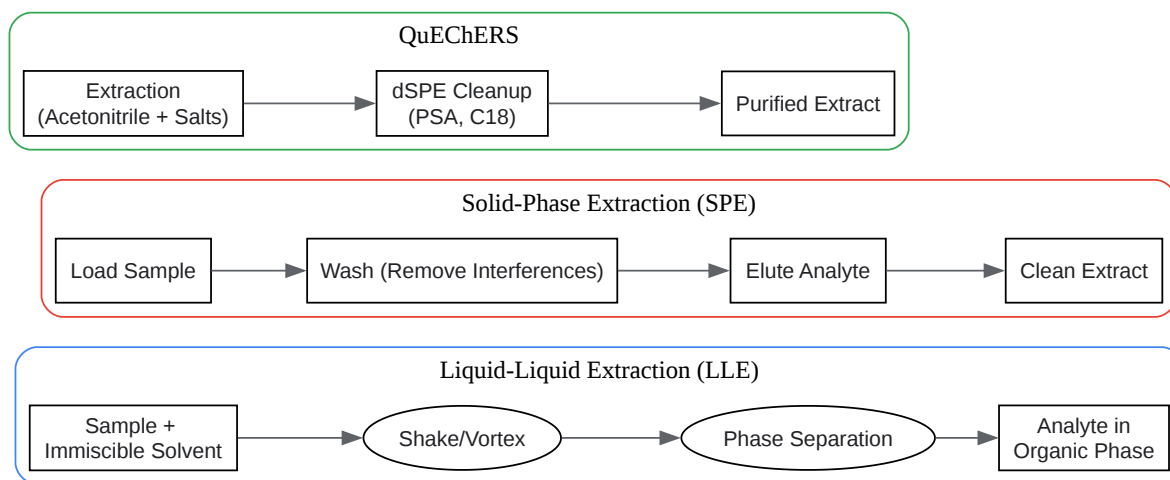 QuEChERS
Extraction
(Acetonitrile + Salts)
dSPE Cleanup
(PSA, C18)
Purified Extract
Solid-Phase Extraction (SPE)
Load Sample
Wash (Remove Interferences)
Elute Analyte
Clean Extract
Liquid-Liquid Extraction (LLE)
Sample +
Immiscible Solvent
Shake/Vortex
Phase Separation
Analyte in
Organic Phase